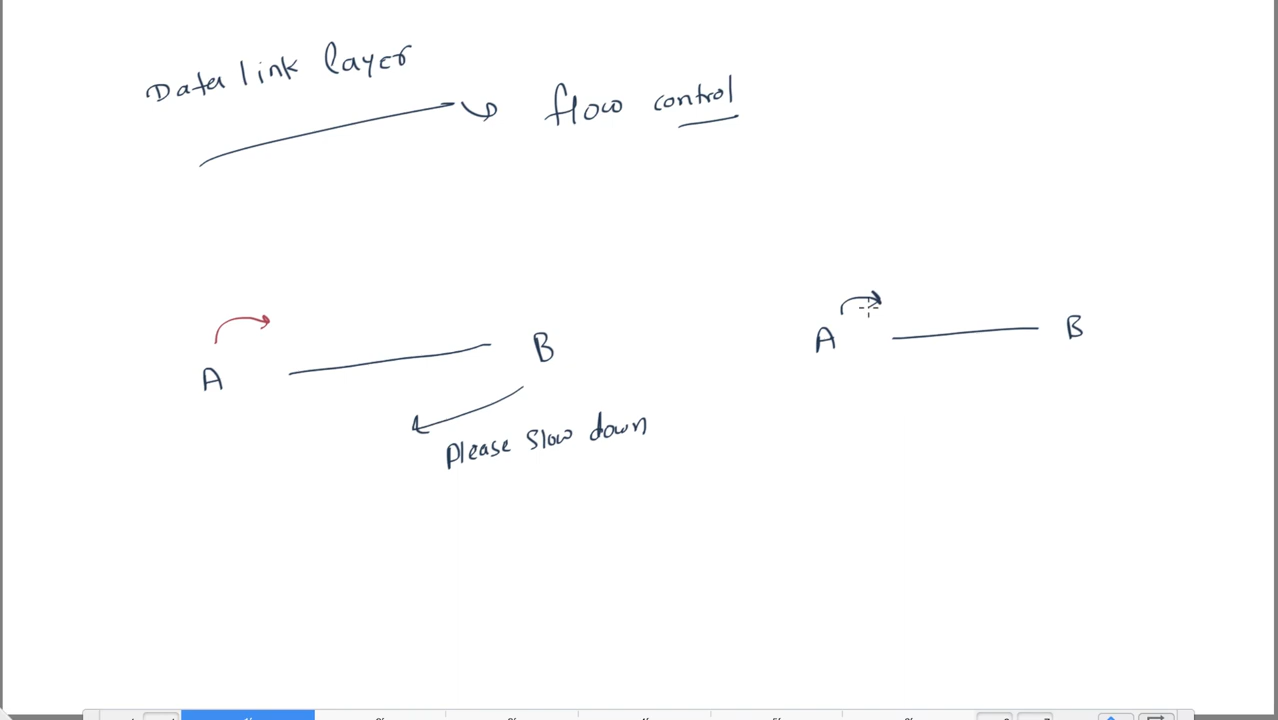 Data link layer
flow control
A B
Please Slow down
A B